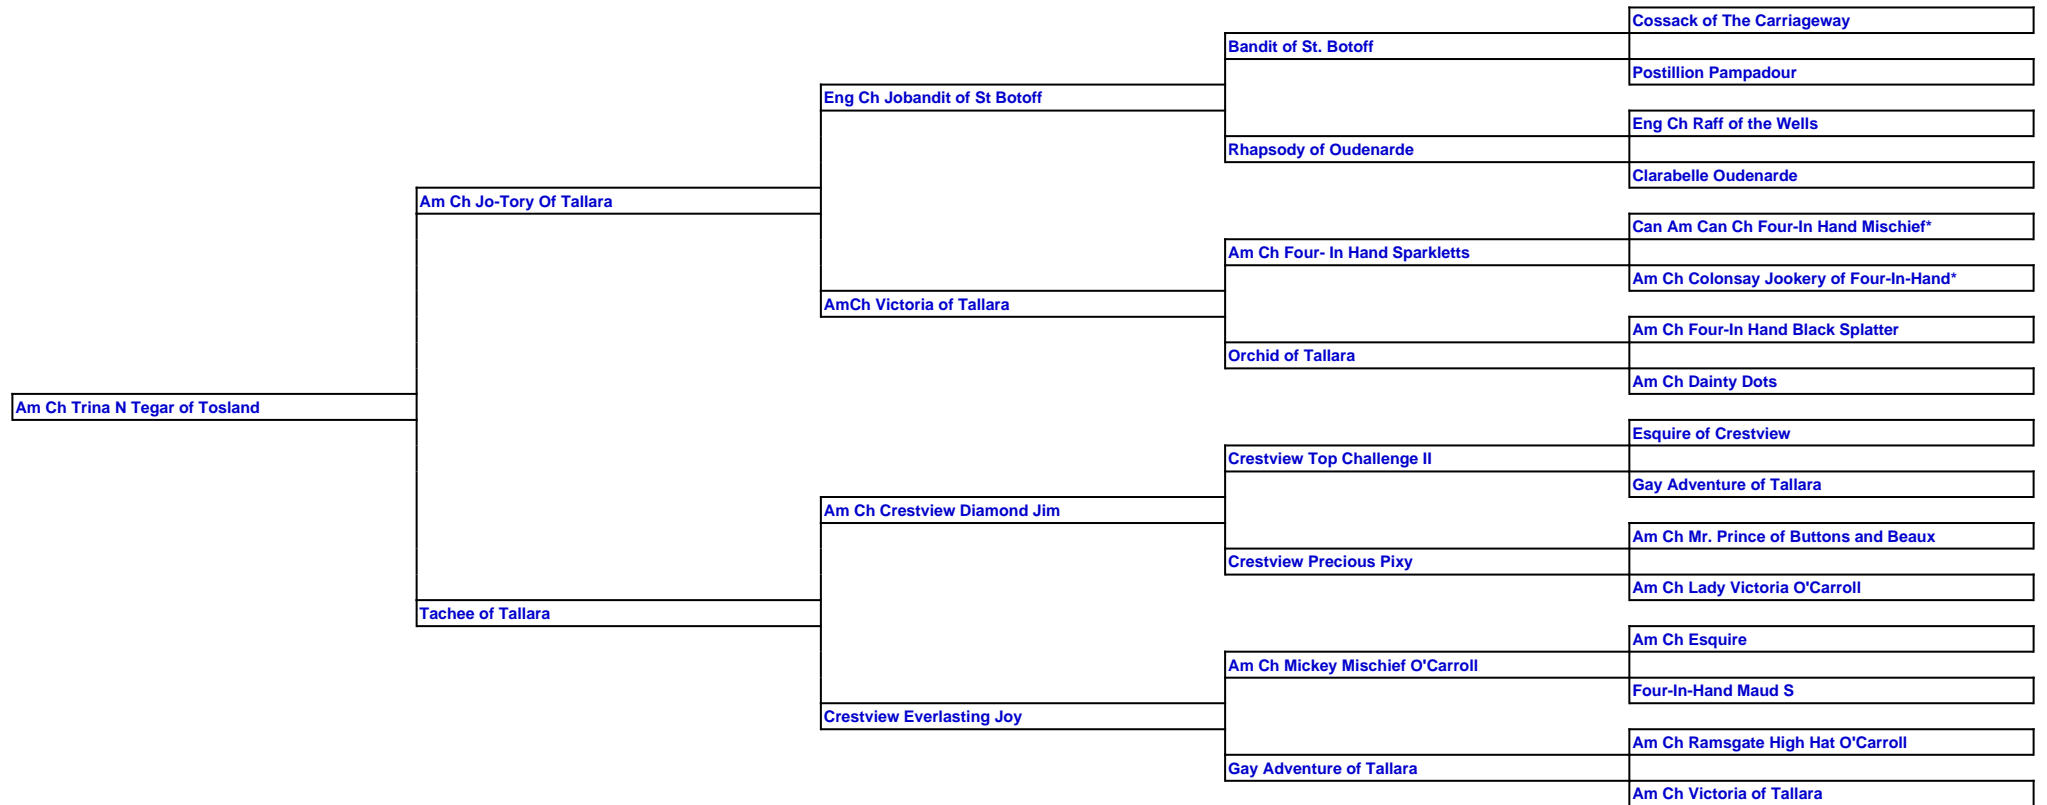 Cossack of The Carriageway
Bandit of St. Botoff
Postillion Pampadour
Eng Ch Jobandit of St Botoff
Eng Ch Raff of the Wells
Rhapsody of Oudenarde
Clarabelle Oudenarde
Am Ch Jo-Tory Of Tallara
Can Am Can Ch Four-In Hand Mischief*
Am Ch Four- In Hand Sparkletts
Am Ch Colonsay Jookery of Four-In-Hand*
AmCh Victoria of Tallara
Am Ch Four-In Hand Black Splatter
Orchid of Tallara
Am Ch Dainty Dots
Am Ch Trina N Tegar of Tosland
Esquire of Crestview
Crestview Top Challenge II
Gay Adventure of Tallara
Am Ch Crestview Diamond Jim
Am Ch Mr. Prince of Buttons and Beaux
Crestview Precious Pixy
Am Ch Lady Victoria O'Carroll
Tachee of Tallara
Am Ch Esquire
Am Ch Mickey Mischief O'Carroll
Four-In-Hand Maud S
Crestview Everlasting Joy
Am Ch Ramsgate High Hat O'Carroll
Gay Adventure of Tallara
Am Ch Victoria of Tallara